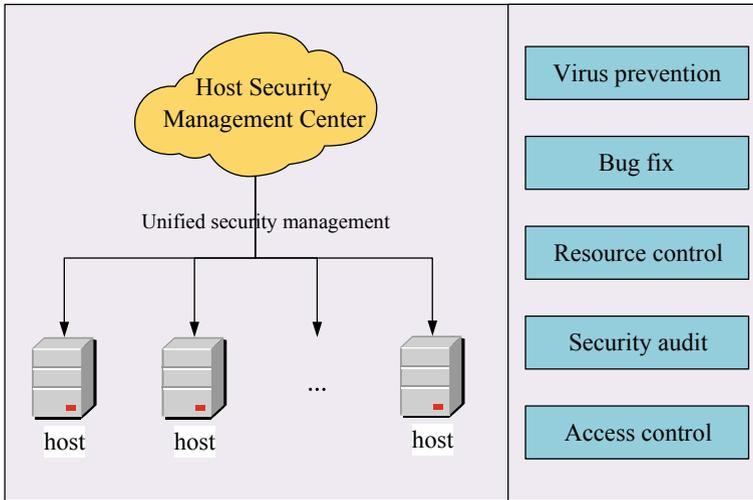 Host Security
Management Center
Unified security management
...
host
host
host
Virus prevention
Bug fix
Resource control
Security audit
Access control